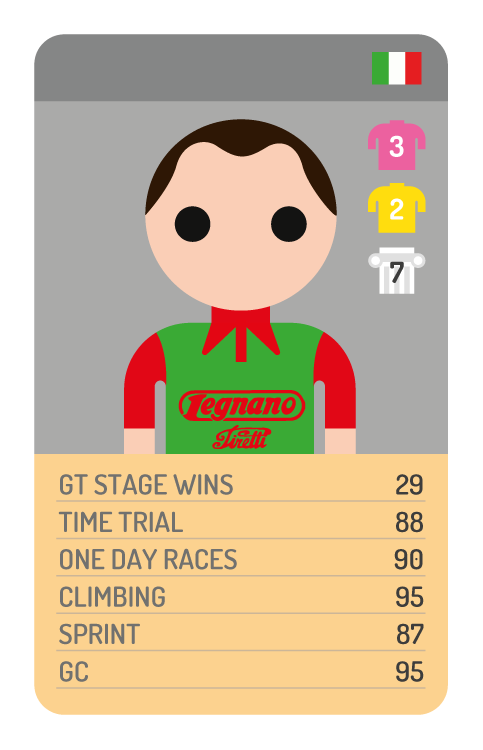 3
2
7
Legnano
Pirelli
GT STAGE WINS 29
TIME TRIAL 88
ONE DAY RACES 90
CLIMBING 95
SPRINT 87
GC 95